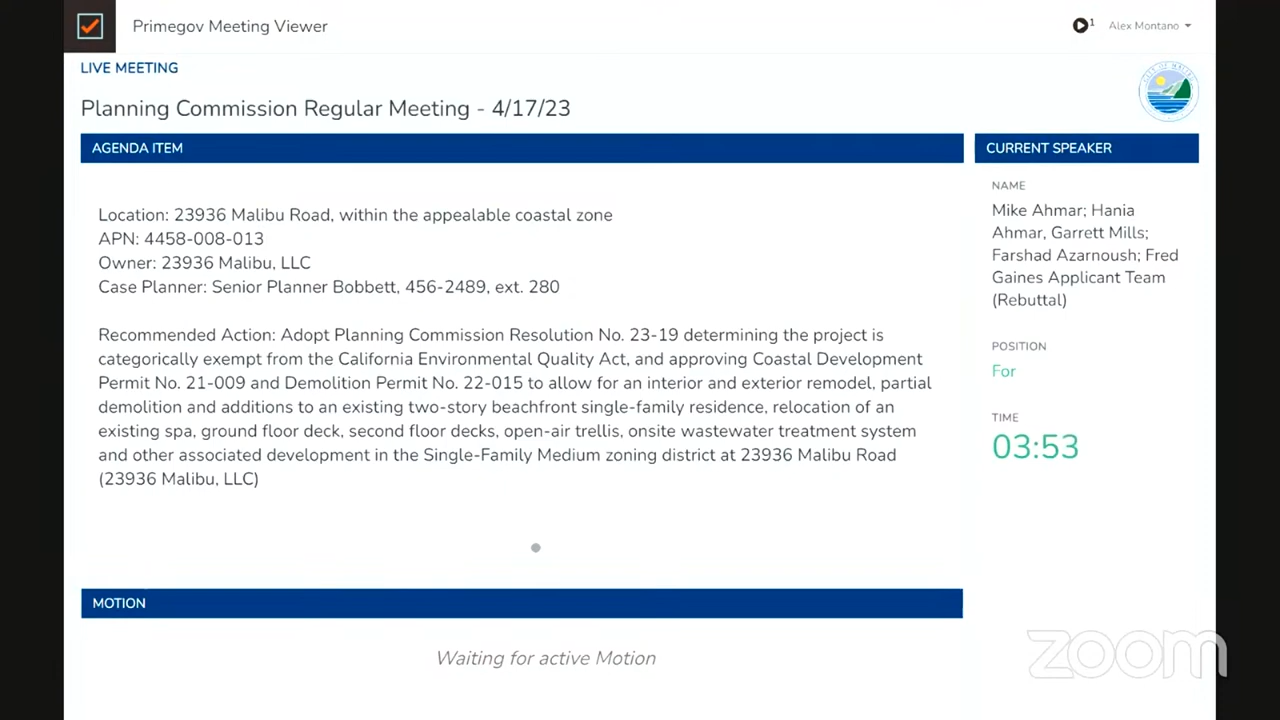 Primegov Meeting Viewer
1
Alex Montano
LIVE MEETING
Planning Commission Regular Meeting - 4/17/23
AGENDA ITEM
Location: 23936 Malibu Road, within the appealable coastal zone
APN: 4458-008-013
Owner: 23936 Malibu, LLC
Case Planner: Senior Planner Bobbett, 456-2489, ext. 280
Recommended Action: Adopt Planning Commission Resolution No. 23-19 determining the project is
categorically exempt from the California Environmental Quality Act, and approving Coastal Development
Permit No. 21-009 and Demolition Permit No. 22-015 to allow for an interior and exterior remodel, partial
demolition and additions to an existing two-story beachfront single-family residence, relocation of an
existing spa, ground floor deck, second floor decks, open-air trellis, onsite wastewater treatment system
and other associated development in the Single-Family Medium zoning district at 23936 Malibu Road
(23936 Malibu, LLC)
MOTION
Waiting for active Motion
CURRENT SPEAKER
NAME
Mike Ahmar; Hania
Ahmar, Garrett Mills;
Farshad Azarnoush; Fred
Gaines Applicant Team
(Rebuttal)
POSITION
For
TIME
03:53
zoom